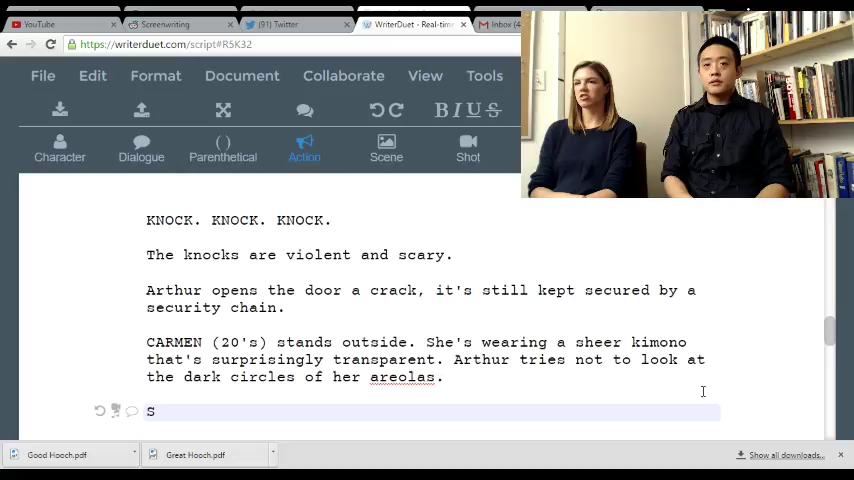 YouTube
Screenwriting
(91) Twitter
WriterDuet - Real-time
Inbox (4
https://writerduet.com/script#R5K32
File Edit Format Document Collaborate View Tools
B I U S
Character Dialogue Parenthetical Action Scene Shot
KNOCK. KNOCK. KNOCK.
The knocks are violent and scary.
Arthur opens the door a crack, it's still kept secured by a
security chain.
CARMEN (20's) stands outside. She's wearing a sheer kimono
that's surprisingly transparent. Arthur tries not to look at
the dark circles of her areolas.
S
Good Hooch.pdf
Great Hooch.pdf
Show all downloads...